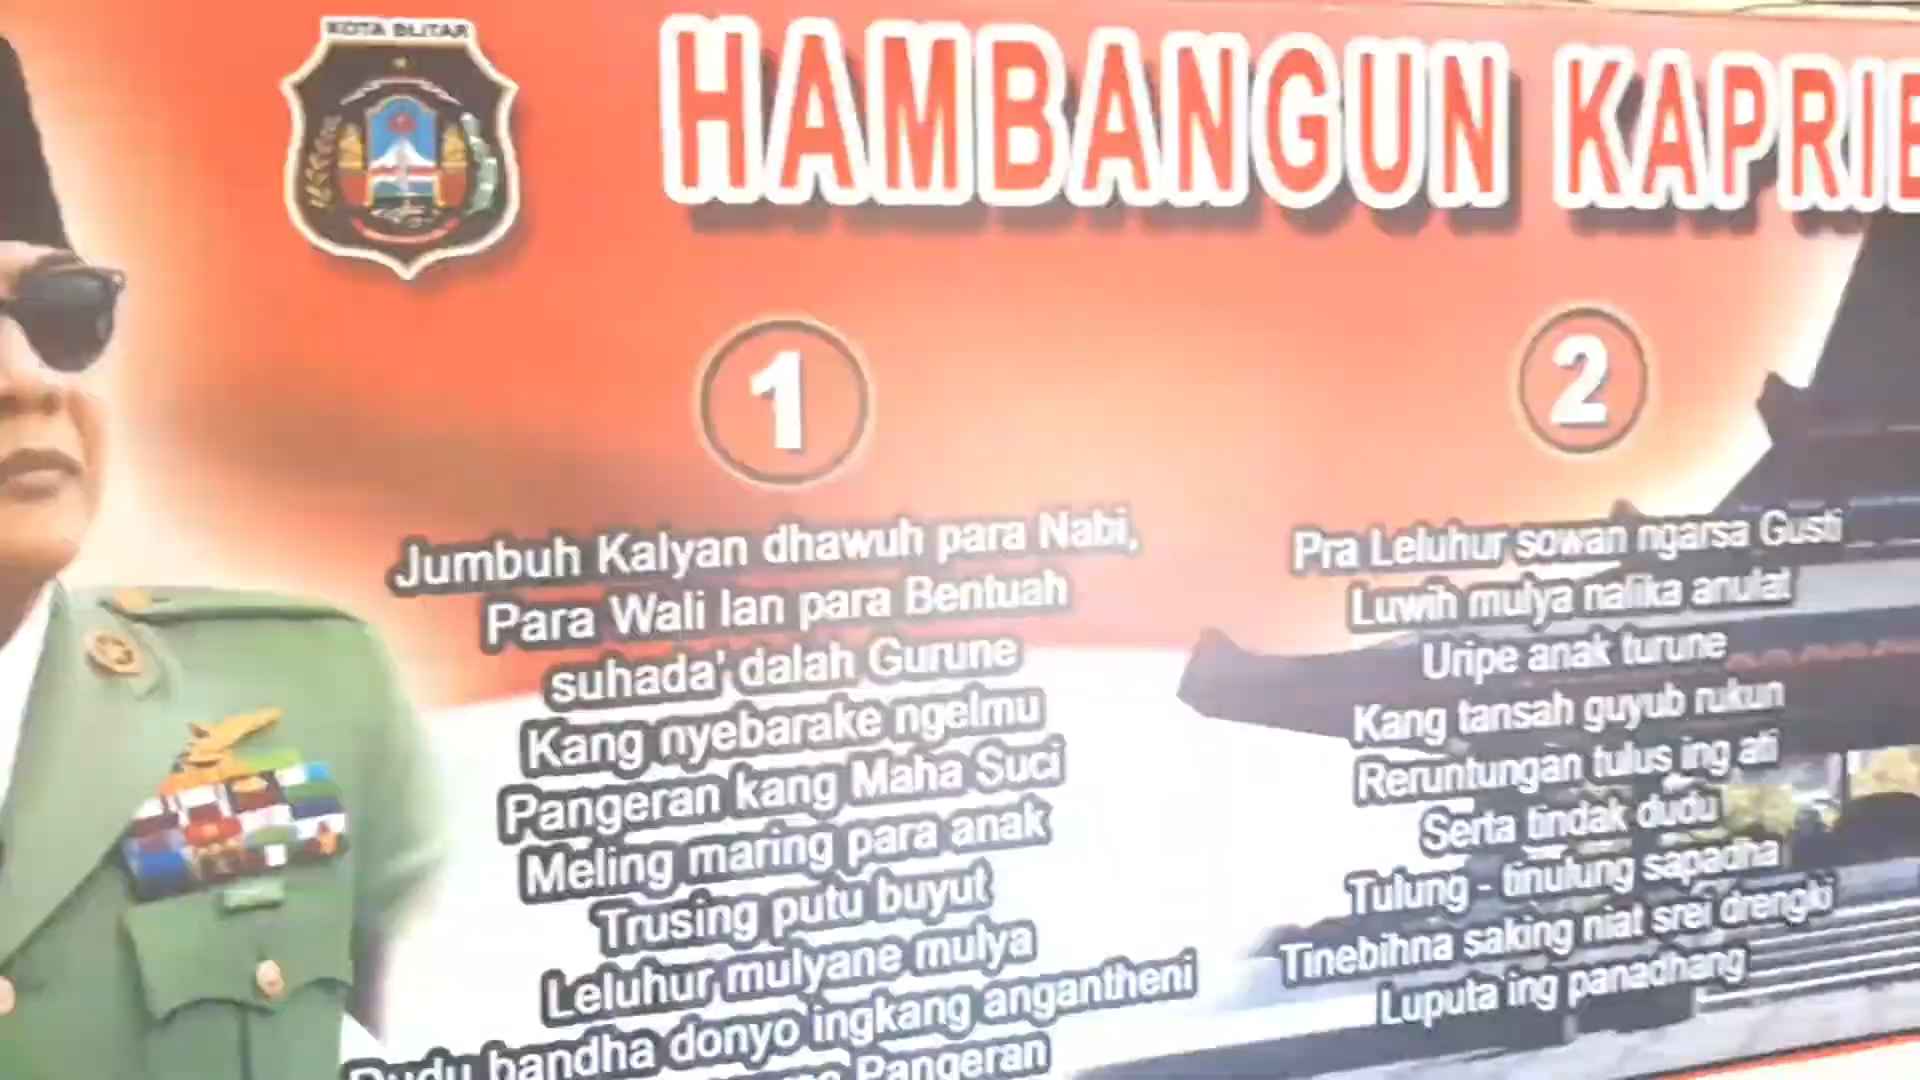 KOTA BLITAR
HAMBANGUN KAPRIB
1
Jumbuh Kalyan dhawuh para Nabi,
Para Wali lan para Bentuah
suhada' dalah Gurune
Kang nyebarake ngelmu
Pangeran kang Maha Suci
Meling maring para anak
Trusing putu buyut
Leluhur mulyane mulya
Dudu bandha donyo ingkang angantheni
Pangeran
2
Pra Leluhur sowan ngarsa Gusti
Luwih mulya nalika anulat
Uripe anak turune
Kang tansah guyub rukun
Reruntungan tulus ing ati
Serta tindak dudu
Tulung - tinulung sapadha
Tinebihna saking niat srei drengki
Luputa ing panadhang